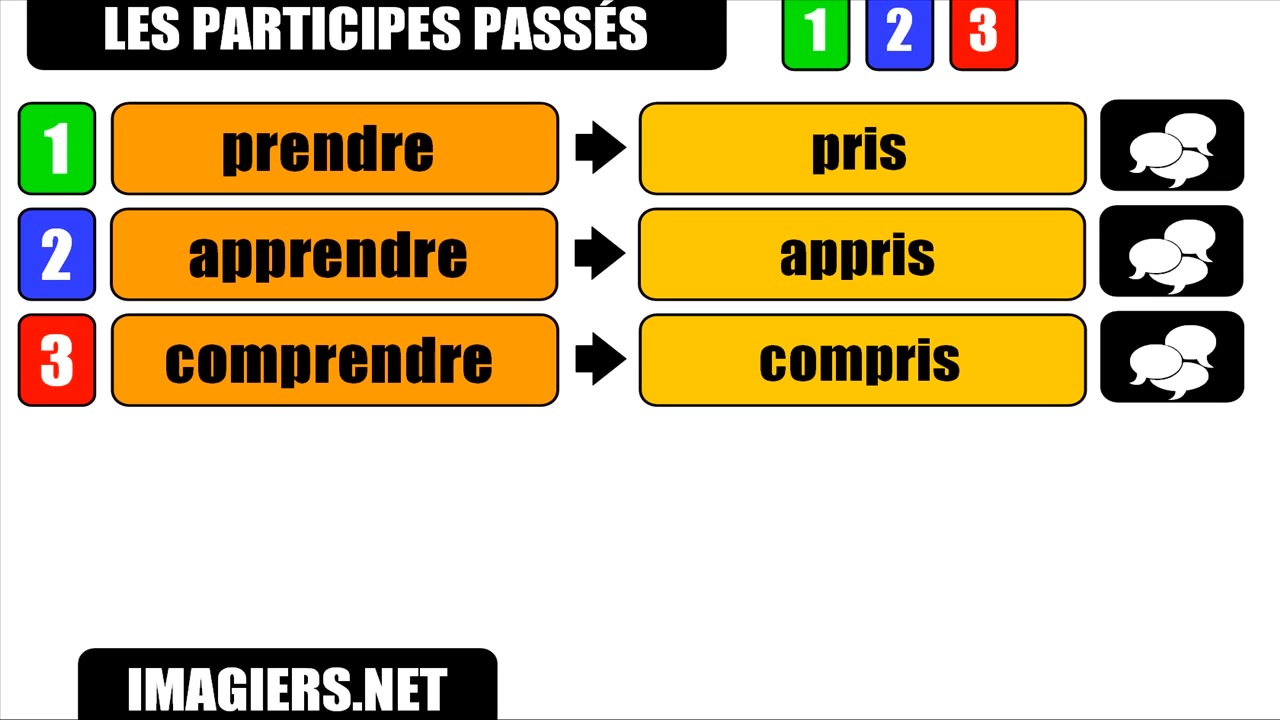 LES PARTICIPES PASSÉS 1 2 3
1 prendre pris
2 apprendre appris
3 comprendre compris
IMAGIERS.NET